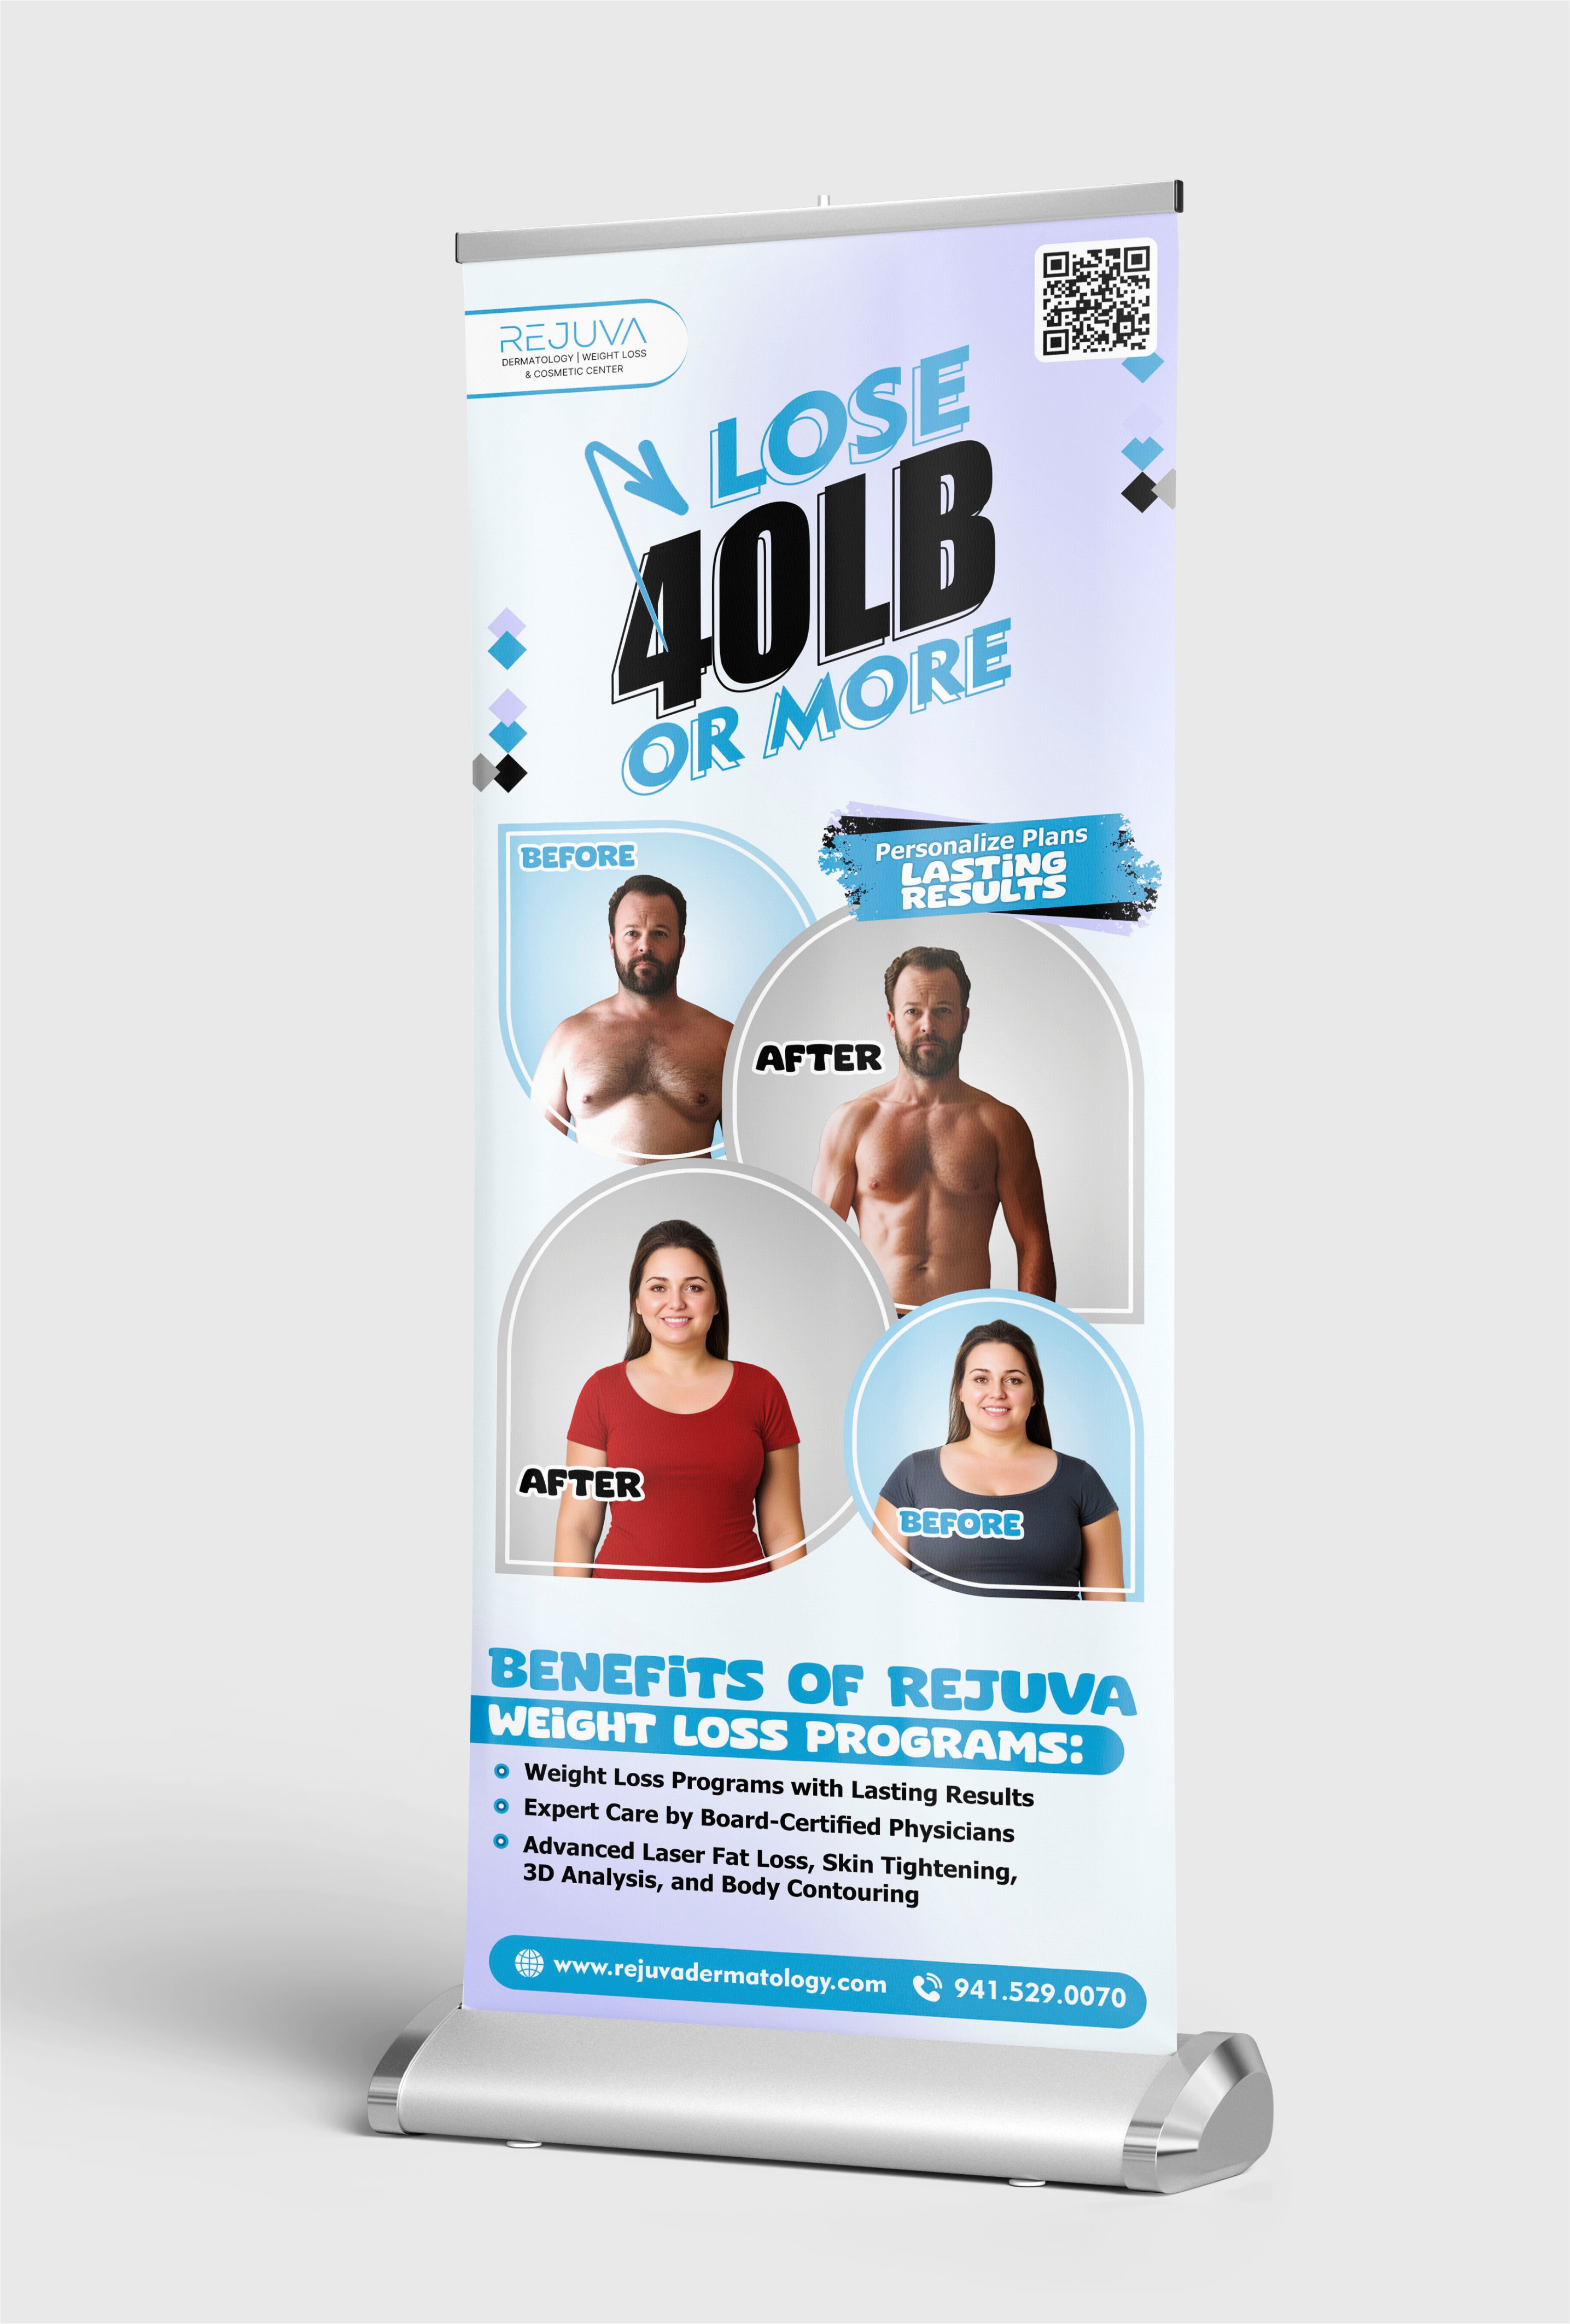 REJUVA
DERMATOLOGY | WEIGHT LOSS
& COSMETIC CENTER
LOSE
40LB
OR MORE
Personalize Plans
LASTING
RESULTS
BEFORE
AFTER
AFTER
BEFORE
BENEFITS OF REJUVA
WEIGHT LOSS PROGRAMS:
Weight Loss Programs with Lasting Results
Expert Care by Board-Certified Physicians
Advanced Laser Fat Loss, Skin Tightening,
3D Analysis, and Body Contouring
www.rejuvadermatology.com
941.529.0070